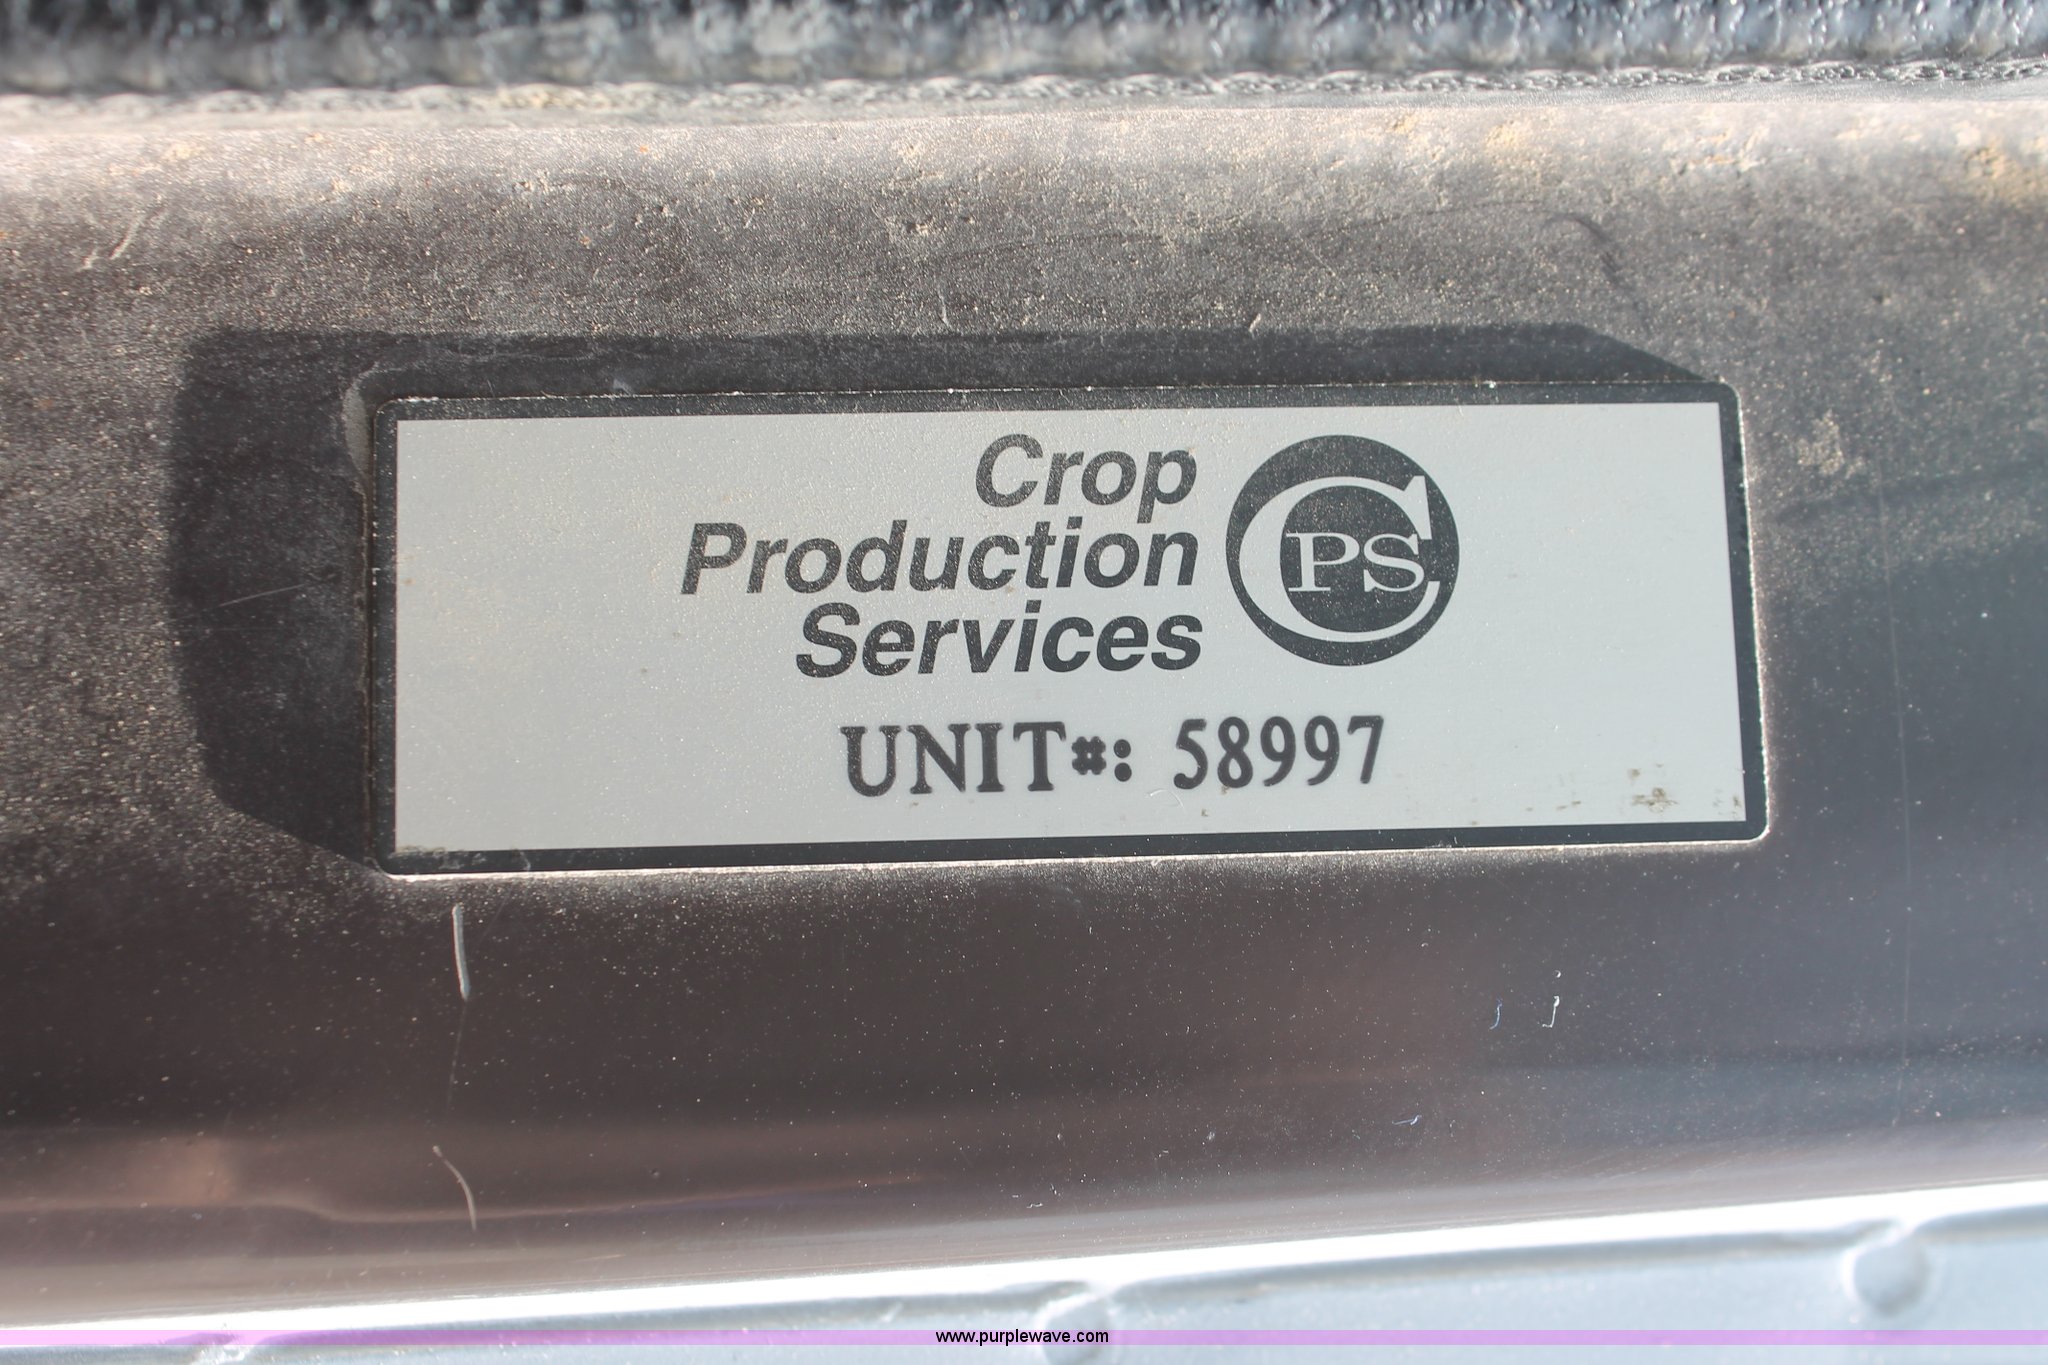 Crop
Production
Services
CPS
UNIT#: 58997
www.purplewave.com